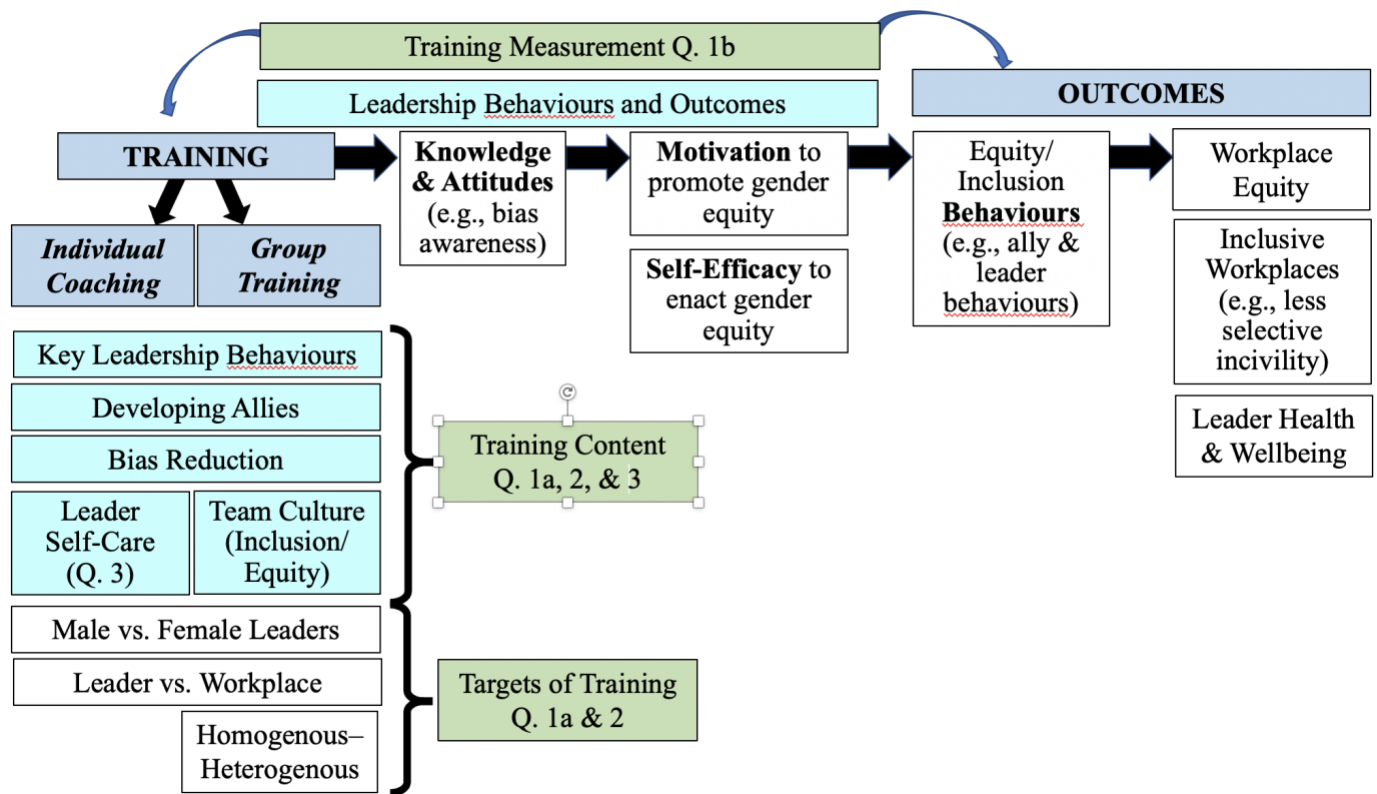 Training Measurement Q. 1b
Leadership Behaviours and Outcomes
OUTCOMES
TRAINING
Individual
Coaching
Group
Training
Knowledge
& Attitudes
(e.g., bias
awareness)
Motivation to
promote gender
equity
Self-Efficacy to
enact gender
equity
Equity/
Inclusion
Behaviours
(e.g., ally &
leader
behaviours)
Workplace
Equity
Inclusive
Workplaces
(e.g., less
selective
incivility)
Leader Health
& Wellbeing
Key Leadership Behaviours
Developing Allies
Bias Reduction
Leader
Self-Care
(Q. 3)
Team Culture
(Inclusion/
Equity)
Training Content
Q. 1a, 2, & 3
Male vs. Female Leaders
Leader vs. Workplace
Homogenous–
Heterogenous
Targets of Training
Q. 1a & 2